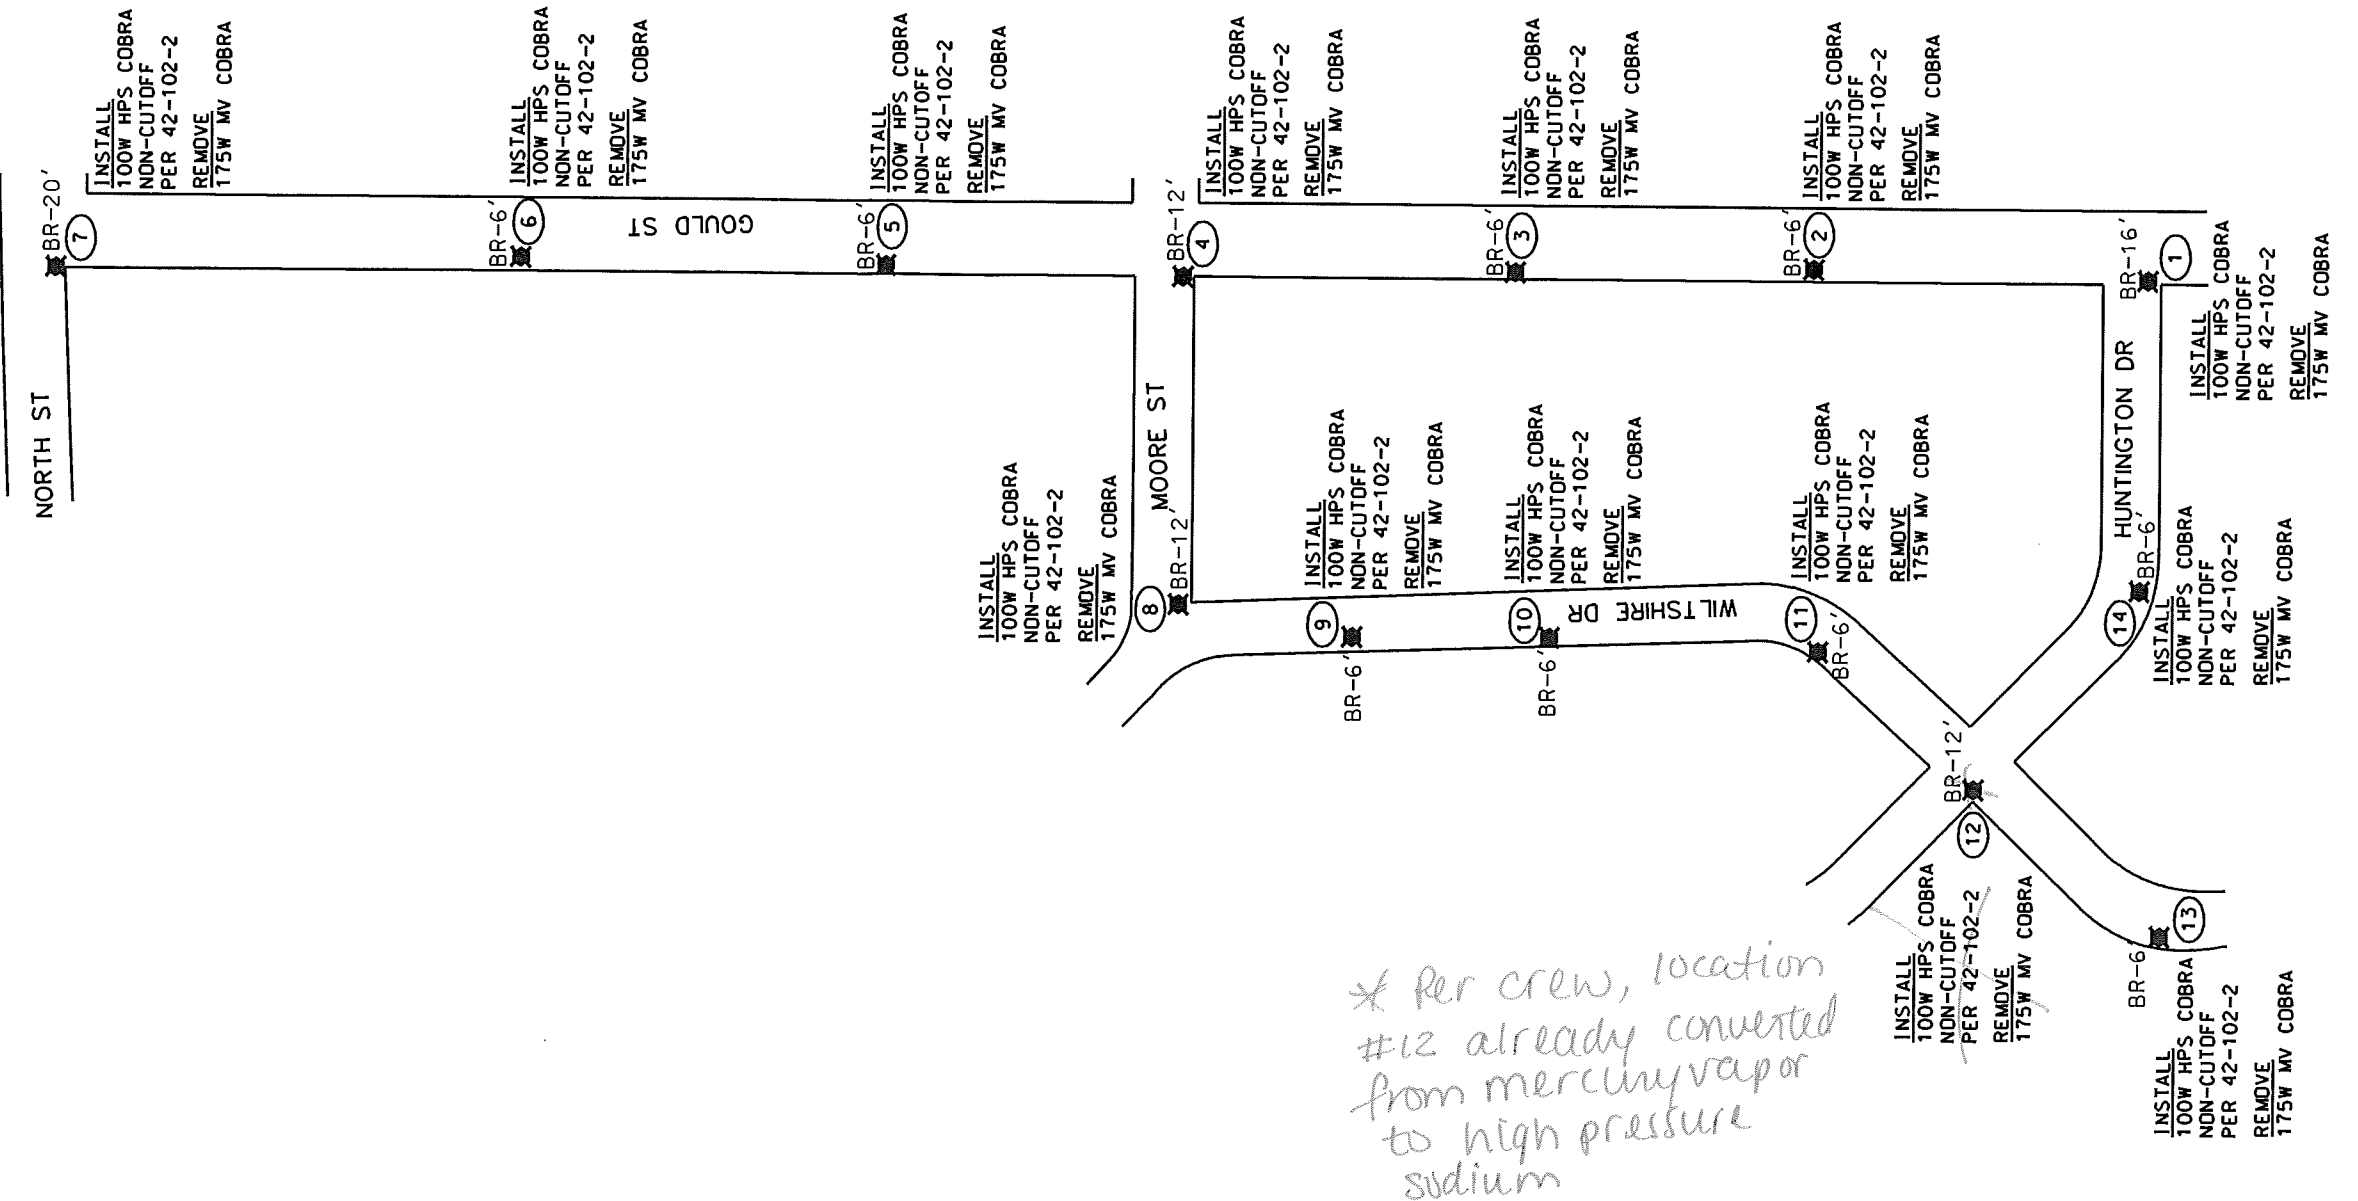 NORTH ST
BR-20'
7
INSTALL
100W HPS COBRA
NON-CUTOFF
PER 42-102-2
REMOVE
175W MV COBRA
BR-6'
6
INSTALL
100W HPS COBRA
NON-CUTOFF
PER 42-102-2
REMOVE
175W MV COBRA
GOULD ST
BR-6'
5
INSTALL
100W HPS COBRA
NON-CUTOFF
PER 42-102-2
REMOVE
175W MV COBRA
BR-12'
4
INSTALL
100W HPS COBRA
NON-CUTOFF
PER 42-102-2
REMOVE
175W MV COBRA
BR-6'
3
INSTALL
100W HPS COBRA
NON-CUTOFF
PER 42-102-2
REMOVE
175W MV COBRA
BR-6'
2
INSTALL
100W HPS COBRA
NON-CUTOFF
PER 42-102-2
REMOVE
175W MV COBRA
BR-16'
1
INSTALL
100W HPS COBRA
NON-CUTOFF
PER 42-102-2
REMOVE
175W MV COBRA
MOORE ST
INSTALL
100W HPS COBRA
NON-CUTOFF
PER 42-102-2
REMOVE
175W MV COBRA
8
BR-12'
INSTALL
100W HPS COBRA
NON-CUTOFF
PER 42-102-2
REMOVE
175W MV COBRA
9
BR-6'
INSTALL
100W HPS COBRA
NON-CUTOFF
PER 42-102-2
REMOVE
175W MV COBRA
10
BR-6'
WILTSHIRE DR
INSTALL
100W HPS COBRA
NON-CUTOFF
PER 42-102-2
REMOVE
175W MV COBRA
11
BR-6'
HUNTINGTON DR
BR-6'
14
INSTALL
100W HPS COBRA
NON-CUTOFF
PER 42-102-2
REMOVE
175W MV COBRA
BR-12'
12
INSTALL
100W HPS COBRA
NON-CUTOFF
PER 42-102-2
REMOVE
175W MV COBRA
13
BR-6'
INSTALL
100W HPS COBRA
NON-CUTOFF
PER 42-102-2
REMOVE
175W MV COBRA
* Per crew, location
#12 already converted
from mercury vapor
to high pressure
sodium